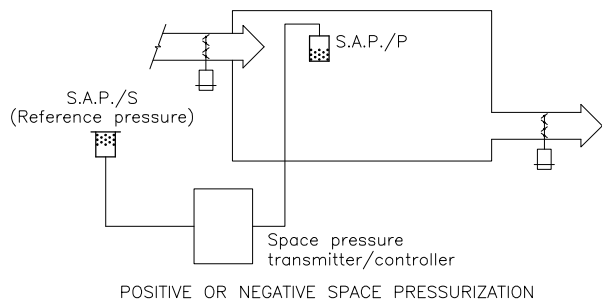 S.A.P./P
S.A.P./S
(Reference pressure)
Space pressure
transmitter/controller
POSITIVE OR NEGATIVE SPACE PRESSURIZATION